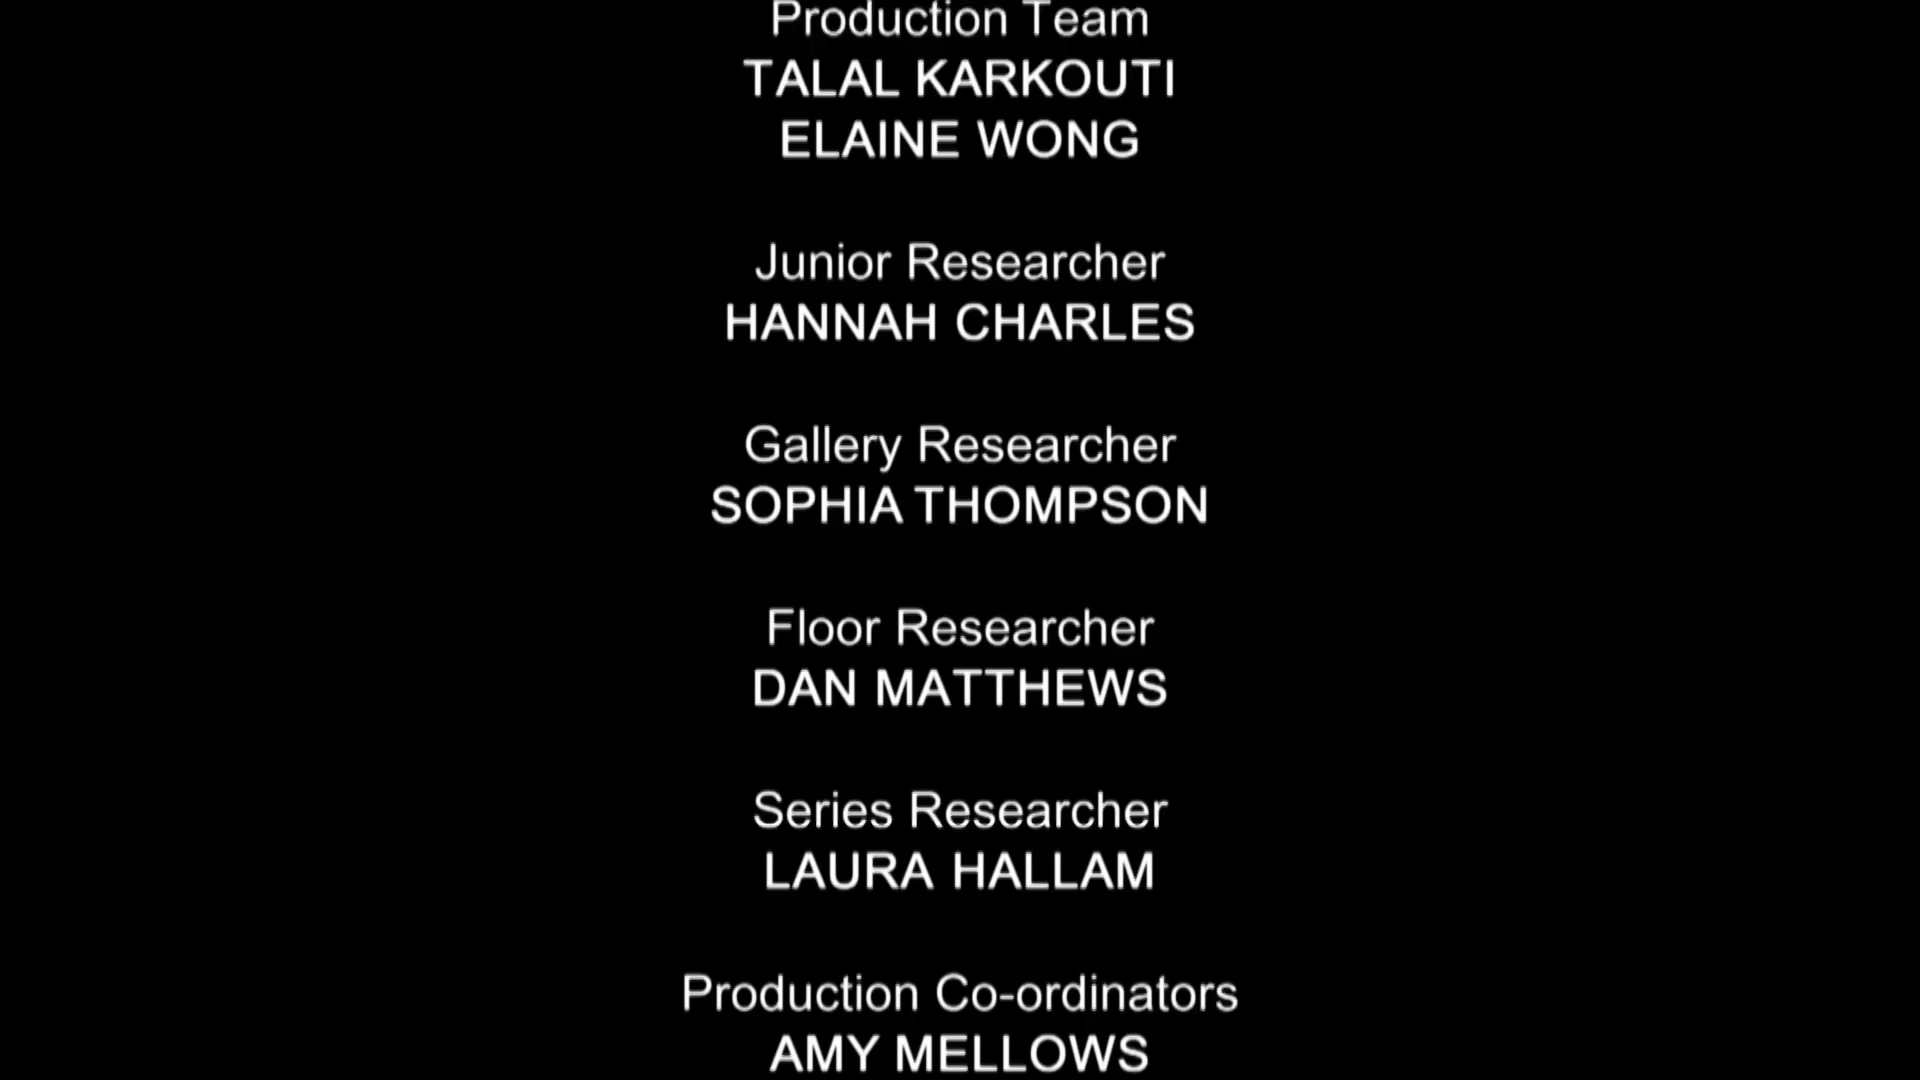 Production Team
TALAL KARKOUTI
ELAINE WONG
Junior Researcher
HANNAH CHARLES
Gallery Researcher
SOPHIA THOMPSON
Floor Researcher
DAN MATTHEWS
Series Researcher
LAURA HALLAM
Production Co-ordinators
AMY MELLOWS